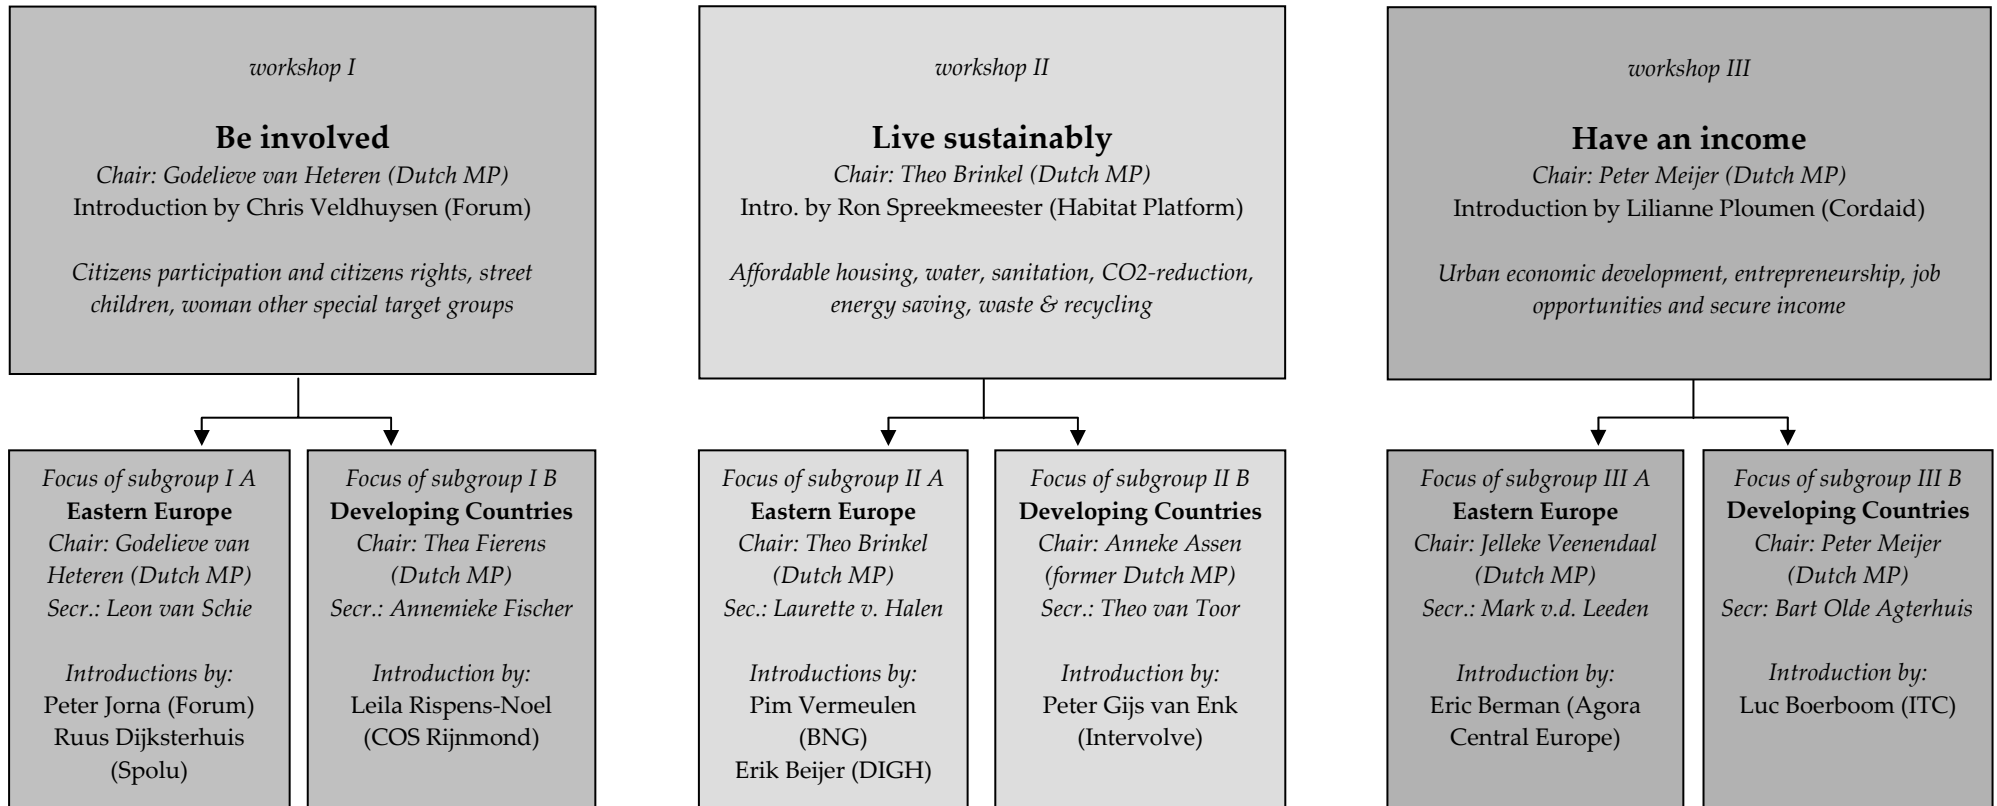 workshop I
Be involved
Chair: Godelieve van Heteren (Dutch MP)
Introduction by Chris Veldhuysen (Forum)
Citizens participation and citizens rights, street
children, woman other special target groups
Focus of subgroup I A
Eastern Europe
Chair: Godelieve van
Heteren (Dutch MP)
Secr.: Leon van Schie
Introductions by:
Peter Jorna (Forum)
Ruus Dijksterhuis
(Spolu)
Focus of subgroup I B
Developing Countries
Chair: Thea Fierens
(Dutch MP)
Secr.: Annemieke Fischer
Introduction by:
Leila Rispens-Noel
(COS Rijnmond)
workshop II
Live sustainably
Chair: Theo Brinkel (Dutch MP)
Intro. by Ron Spreekmeester (Habitat Platform)
Affordable housing, water, sanitation, CO2-reduction,
energy saving, waste & recycling
Focus of subgroup II A
Eastern Europe
Chair: Theo Brinkel
(Dutch MP)
Sec.: Laurette v. Halen
Introductions by:
Pim Vermeulen
(BNG)
Erik Beijer (DIGH)
Focus of subgroup II B
Developing Countries
Chair: Anneke Assen
(former Dutch MP)
Secr.: Theo van Toor
Introduction by:
Peter Gijs van Enk
(Intervolve)
workshop III
Have an income
Chair: Peter Meijer (Dutch MP)
Introduction by Lilianne Ploumen (Cordaid)
Urban economic development, entrepreneurship, job
opportunities and secure income
Focus of subgroup III A
Eastern Europe
Chair: Jelleke Veenendaal
(Dutch MP)
Secr.: Mark v.d. Leeden
Introduction by:
Eric Berman (Agora
Central Europe)
Focus of subgroup III B
Developing Countries
Chair: Peter Meijer
(Dutch MP)
Secr: Bart Olde Agterhuis
Introduction by:
Luc Boerboom (ITC)